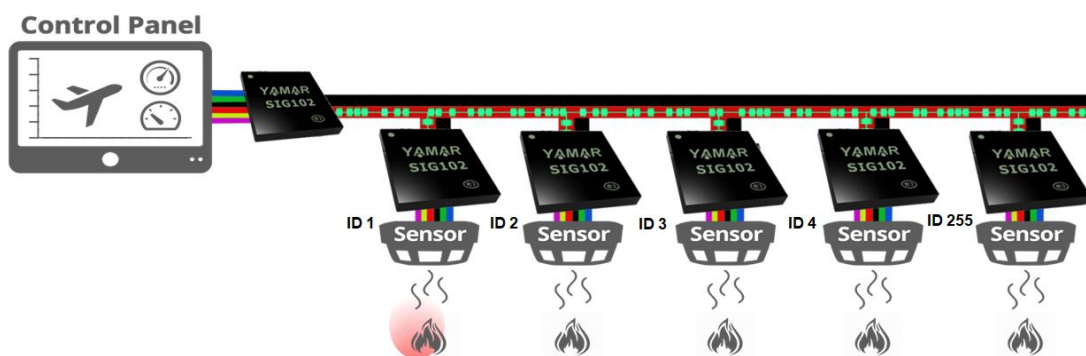 Control Panel
YAMAR
SIG102
YAMAR
SIG102
YAMAR
SIG102
YAMAR
SIG102
YAMAR
SIG102
YAMAR
SIG102
ID 1
Sensor
ID 2
Sensor
ID 3
Sensor
ID 4
Sensor
ID 255
Sensor